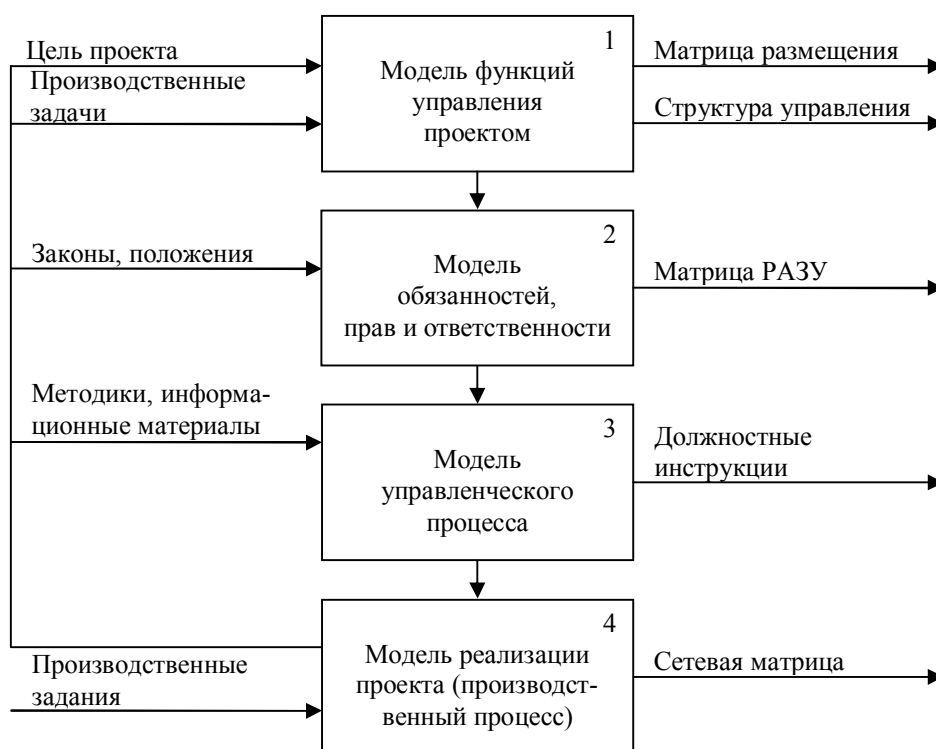 Цель проекта
Производственные
задачи
1
Модель функций
управления
проектом
Матрица размещения
Структура управления
Законы, положения
2
Модель
обязанностей,
прав и ответственности
Матрица РАЗУ
Методики, информа-
ционные материалы
3
Модель
управленческого
процесса
Должностные
инструкции
Производственные
задания
4
Модель реализации
проекта (производст-
венный процесс)
Сетевая матрица